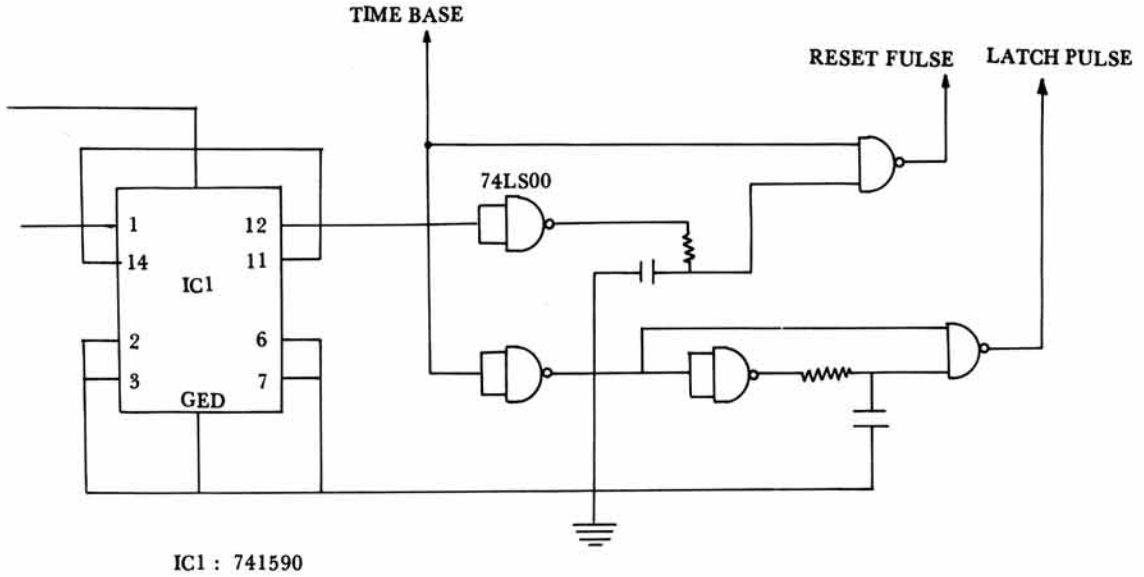 TIME BASE
RESET FULSE
LATCH PULSE
74LS00
1
12
14
11
IC1
2
6
3
7
GED
IC1 : 741590